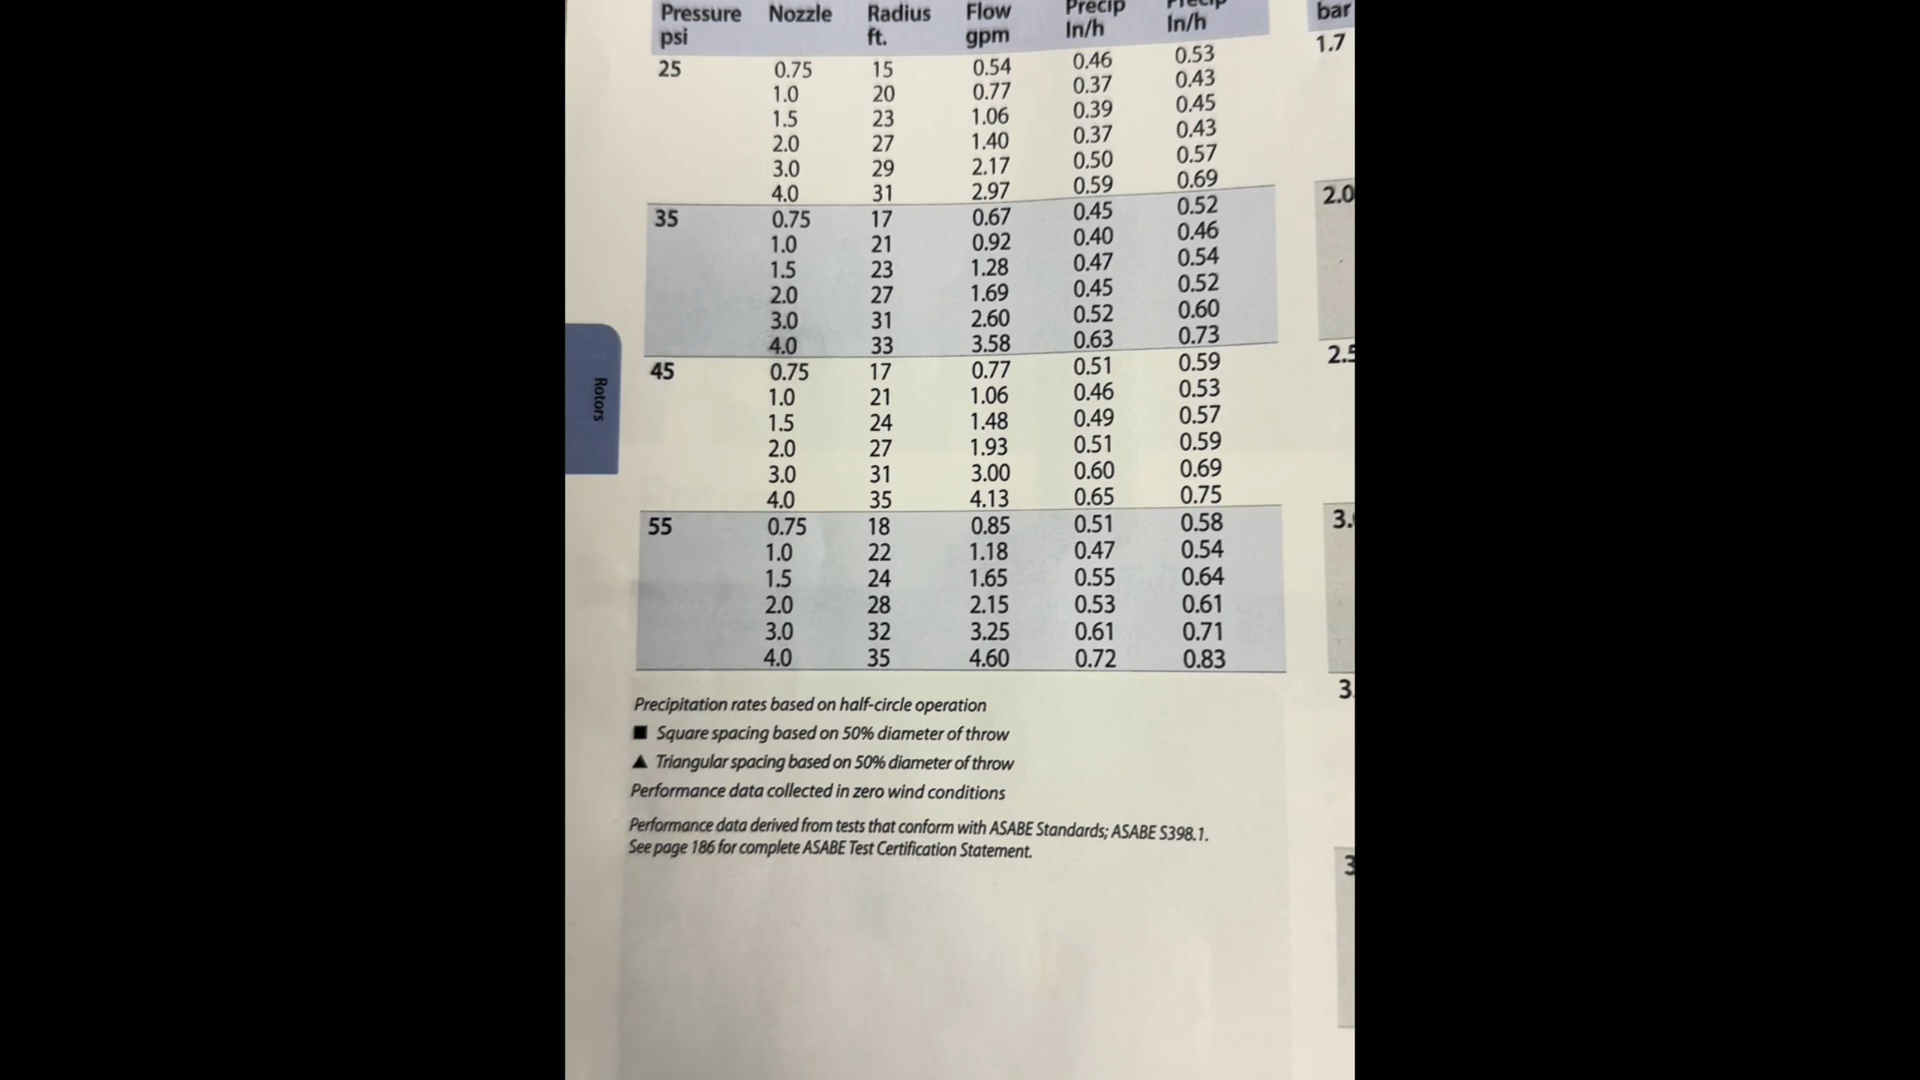 Pressure Nozzle Radius Flow Precip Precip
psi ft. gpm In/h In/h
25 0.75 15 0.54 0.46 0.53
1.0 20 0.77 0.37 0.43
1.5 23 1.06 0.39 0.45
2.0 27 1.40 0.37 0.43
3.0 29 2.17 0.50 0.57
4.0 31 2.97 0.59 0.69
35 0.75 17 0.67 0.45 0.52
1.0 21 0.92 0.40 0.46
1.5 23 1.28 0.47 0.54
2.0 27 1.69 0.45 0.52
3.0 31 2.60 0.52 0.60
4.0 33 3.58 0.63 0.73
45 0.75 17 0.77 0.51 0.59
1.0 21 1.06 0.46 0.53
1.5 24 1.48 0.49 0.57
2.0 27 1.93 0.51 0.59
3.0 31 3.00 0.60 0.69
4.0 35 4.13 0.65 0.75
55 0.75 18 0.85 0.51 0.58
1.0 22 1.18 0.47 0.54
1.5 24 1.65 0.55 0.64
2.0 28 2.15 0.53 0.61
3.0 32 3.25 0.61 0.71
4.0 35 4.60 0.72 0.83
Precipitation rates based on half-circle operation
■ Square spacing based on 50% diameter of throw
▲ Triangular spacing based on 50% diameter of throw
Performance data collected in zero wind conditions
Performance data derived from tests that conform with ASABE Standards; ASABE S398.1.
See page 186 for complete ASABE Test Certification Statement.
Rotors
bar
1.7
2.0
2.5
3.
3.
3